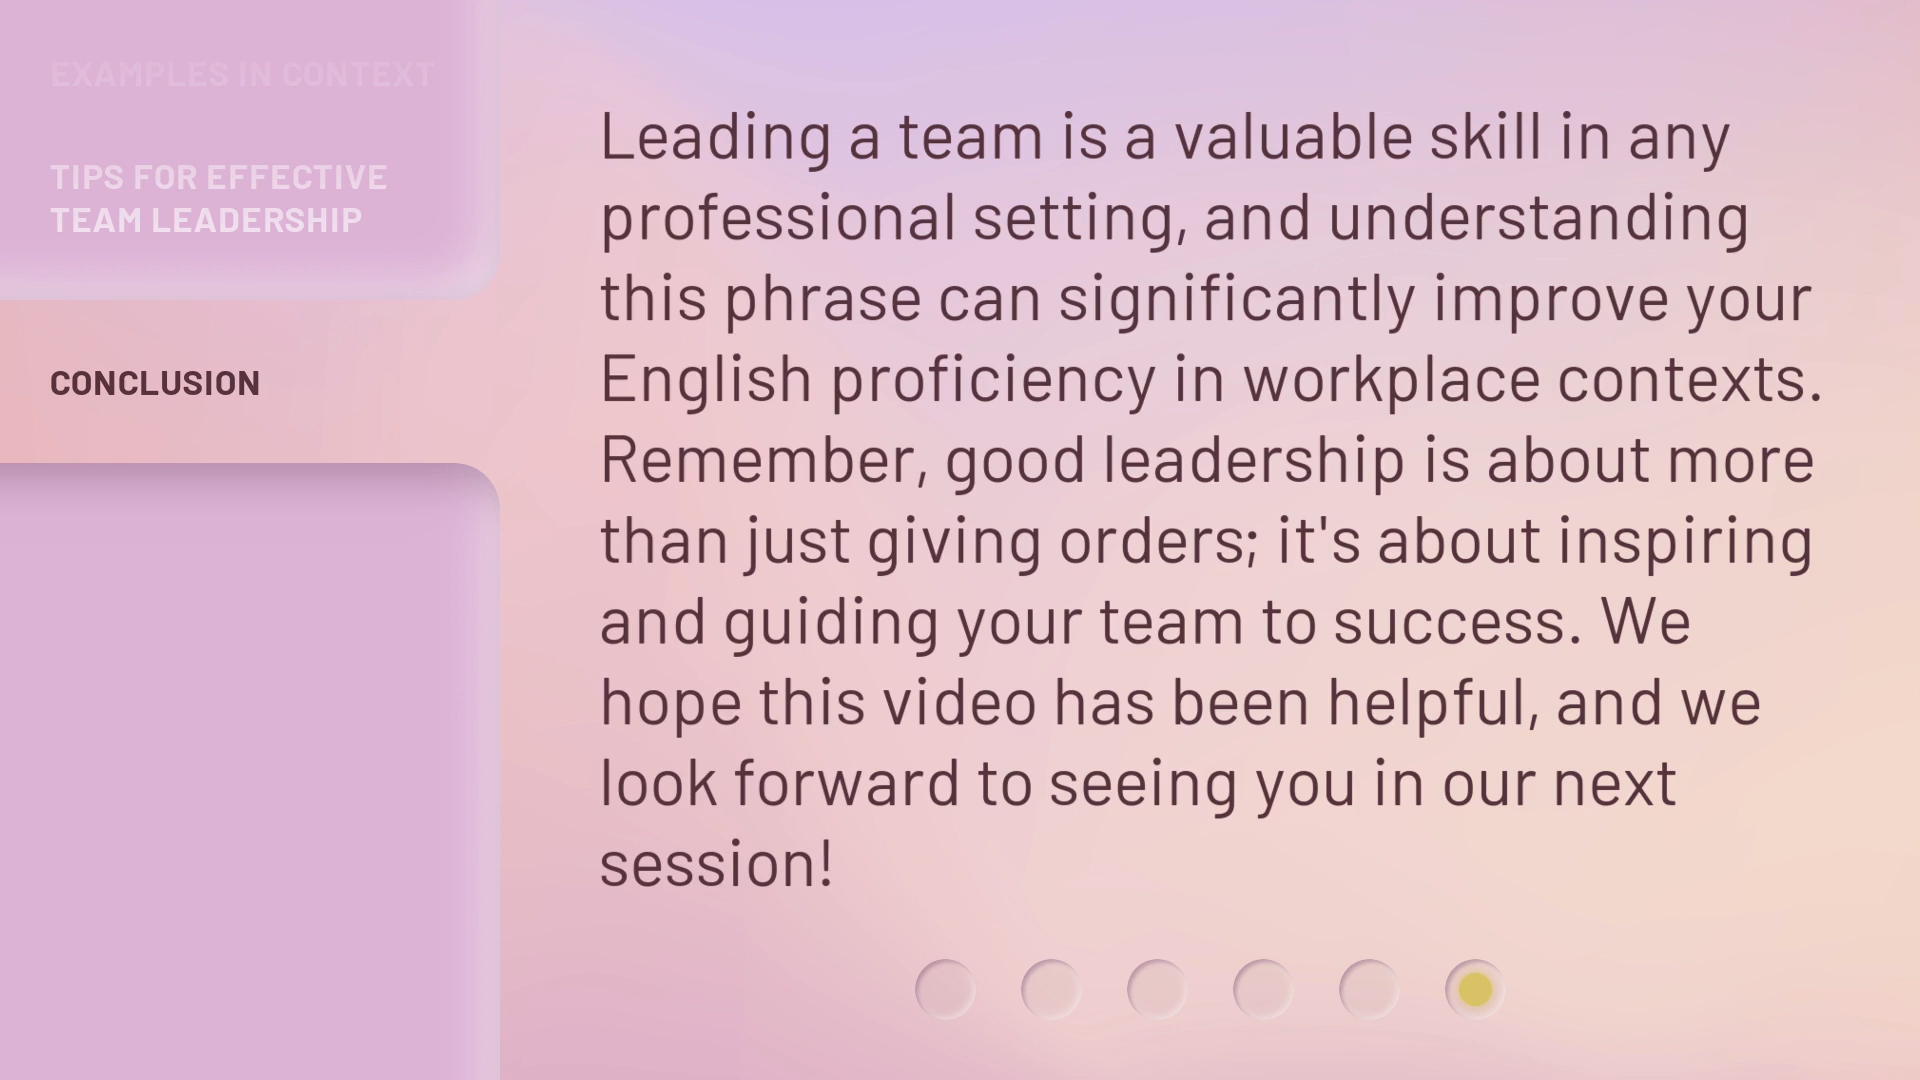 EXAMPLES IN CONTEXT
TIPS FOR EFFECTIVE
TEAM LEADERSHIP
CONCLUSION
Leading a team is a valuable skill in any
professional setting, and understanding
this phrase can significantly improve your
English proficiency in workplace contexts.
Remember, good leadership is about more
than just giving orders; it's about inspiring
and guiding your team to success. We
hope this video has been helpful, and we
look forward to seeing you in our next
session!